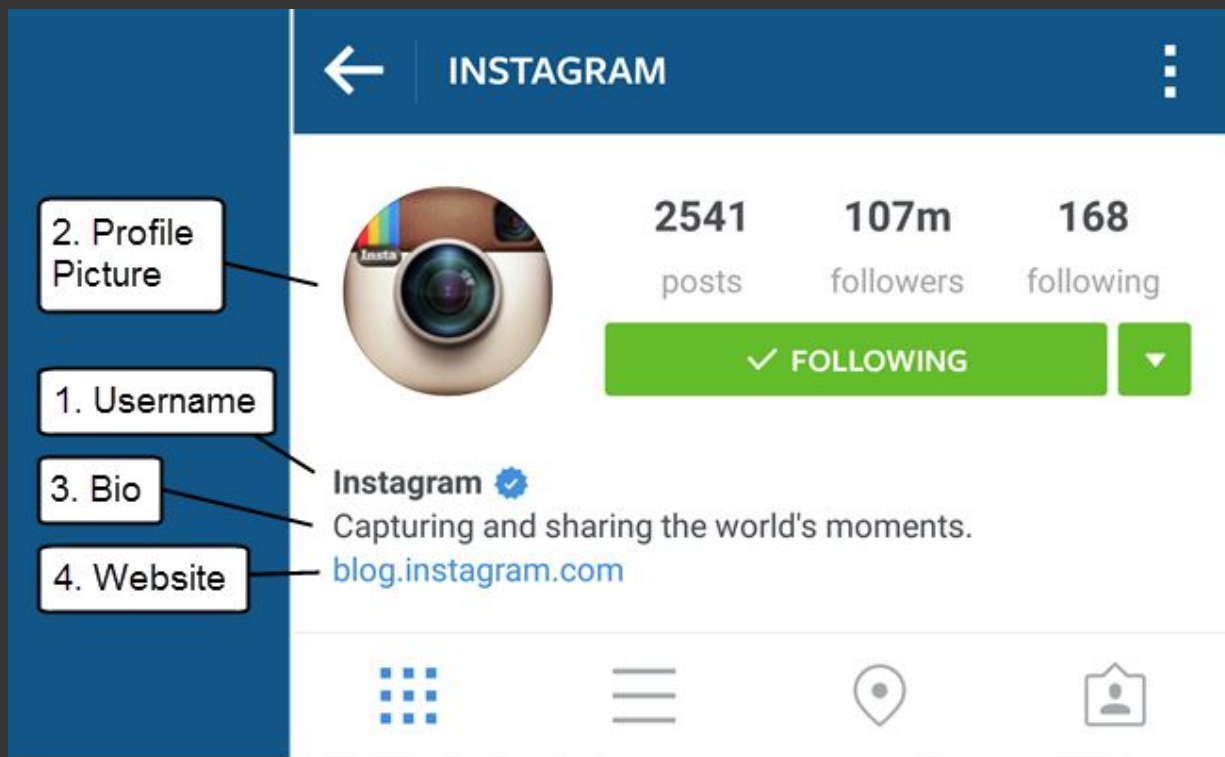 INSTAGRAM
2541 107m 168
posts followers following
FOLLOWING
2. Profile
Picture
Insta
1. Username
Instagram
3. Bio
Capturing and sharing the world's moments.
4. Website
blog.instagram.com